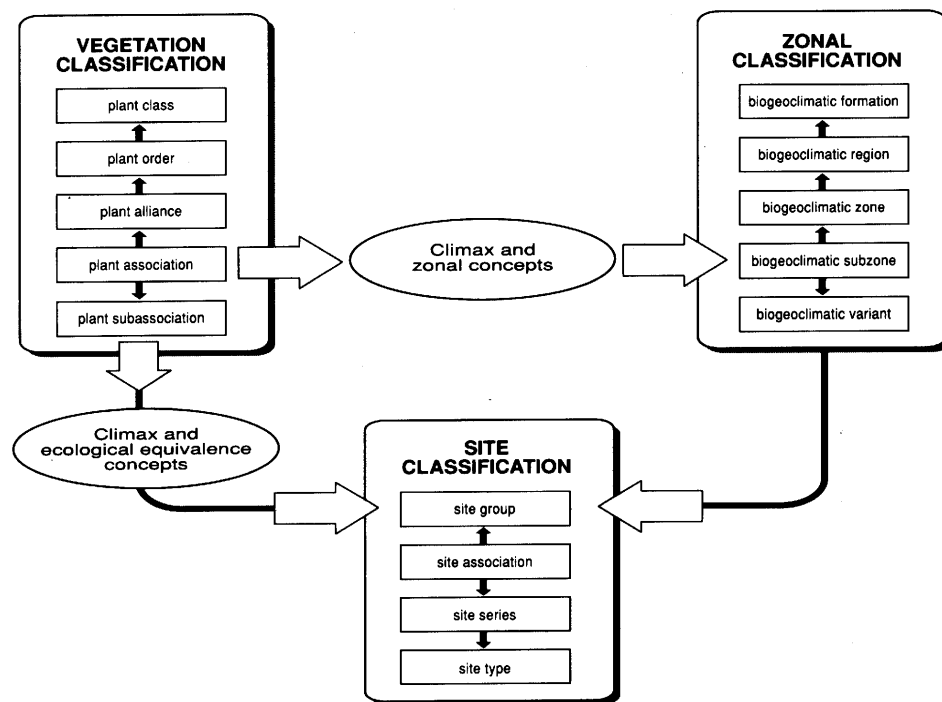 VEGETATION
CLASSIFICATION
plant class
plant order
plant alliance
plant association
plant subassociation
Climax and
zonal concepts
ZONAL
CLASSIFICATION
biogeoclimatic formation
biogeoclimatic region
biogeoclimatic zone
biogeoclimatic subzone
biogeoclimatic variant
Climax and
ecological equivalence
concepts
SITE
CLASSIFICATION
site group
site association
site series
site type